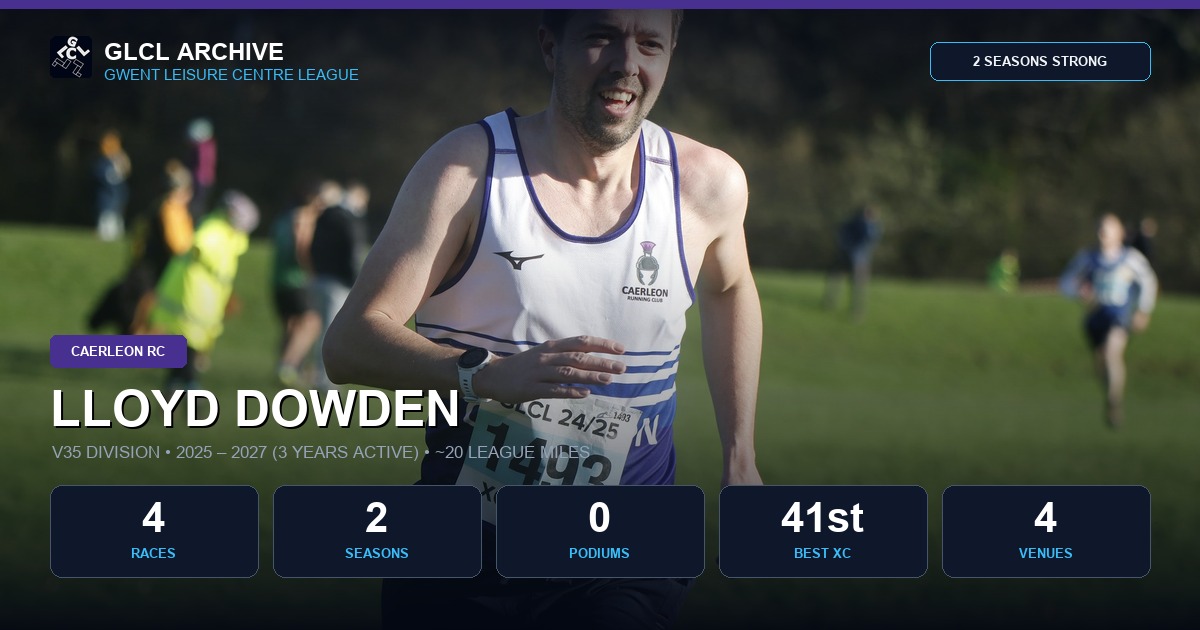 GLCL ARCHIVE
GWENT LEISURE CENTRE LEAGUE
2 SEASONS STRONG
CAERLEON
RUNNING CLUB
CAERLEON RC
LLOYD DOWDEN
GLCL 24/25
1493
1493
V35 DIVISION • 2025 – 2027 (3 YEARS ACTIVE) • ~20 LEAGUE MILES
4
RACES
2
SEASONS
0
PODIUMS
41st
BEST XC
4
VENUES